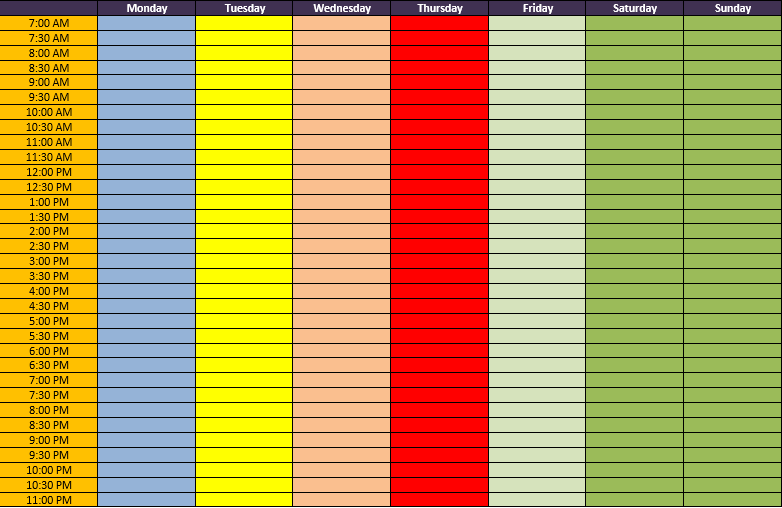 Monday Tuesday Wednesday Thursday Friday Saturday Sunday
7:00 AM
7:30 AM
8:00 AM
8:30 AM
9:00 AM
9:30 AM
10:00 AM
10:30 AM
11:00 AM
11:30 AM
12:00 PM
12:30 PM
1:00 PM
1:30 PM
2:00 PM
2:30 PM
3:00 PM
3:30 PM
4:00 PM
4:30 PM
5:00 PM
5:30 PM
6:00 PM
6:30 PM
7:00 PM
7:30 PM
8:00 PM
8:30 PM
9:00 PM
9:30 PM
10:00 PM
10:30 PM
11:00 PM